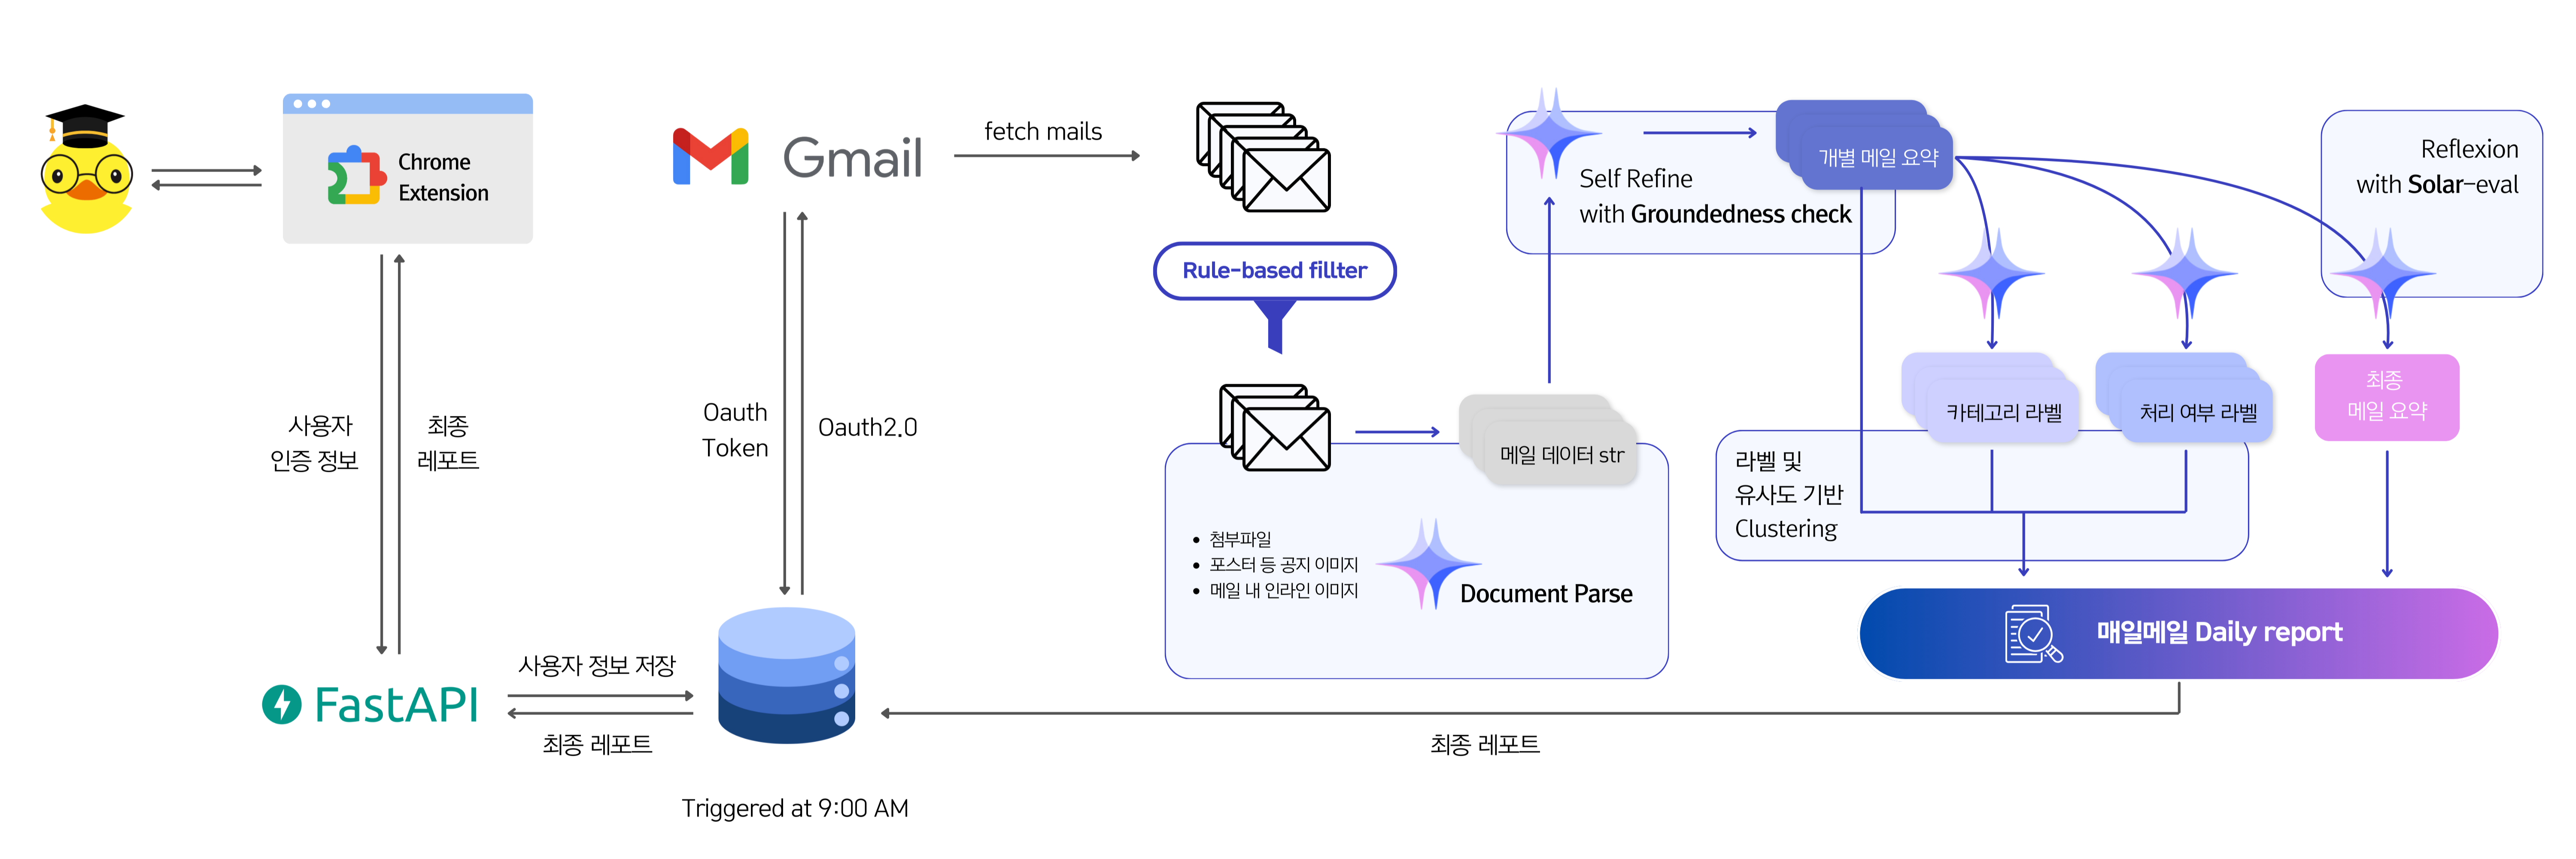 Chrome
Extension
Gmail
fetch mails
Rule-based fillter
Self Refine
with Groundedness check
개별 메일 요약
Reflexion
with Solar-eval
사용자
인증 정보
최종
레포트
Oauth
Token
Oauth2.0
메일 데이터 str
• 첨부파일
• 포스터 등 공지 이미지
• 메일 내 인라인 이미지
Document Parse
카테고리 라벨
처리 여부 라벨
최종
메일 요약
라벨 및
유사도 기반
Clustering
매일메일 Daily report
FastAPI
사용자 정보 저장
최종 레포트
최종 레포트
Triggered at 9:00 AM